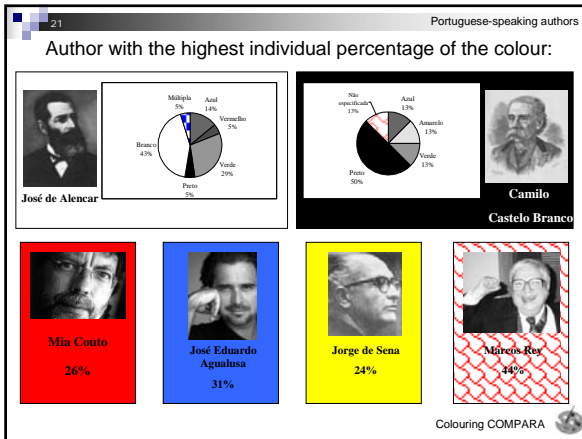 21
Portuguese-speaking authors
Author with the highest individual percentage of the colour:
Múltipla
5%
Azul
14%
Vermelho
5%
Verde
29%
Preto
5%
Branco
43%
José de Alencar
Não
especificada
13%
Azul
13%
Amarelo
13%
Verde
13%
Preto
50%
Camilo
Castelo Branco
Mia Couto
26%
José Eduardo
Agualusa
31%
Jorge de Sena
24%
Marcos Rey
44%
Colouring COMPARA